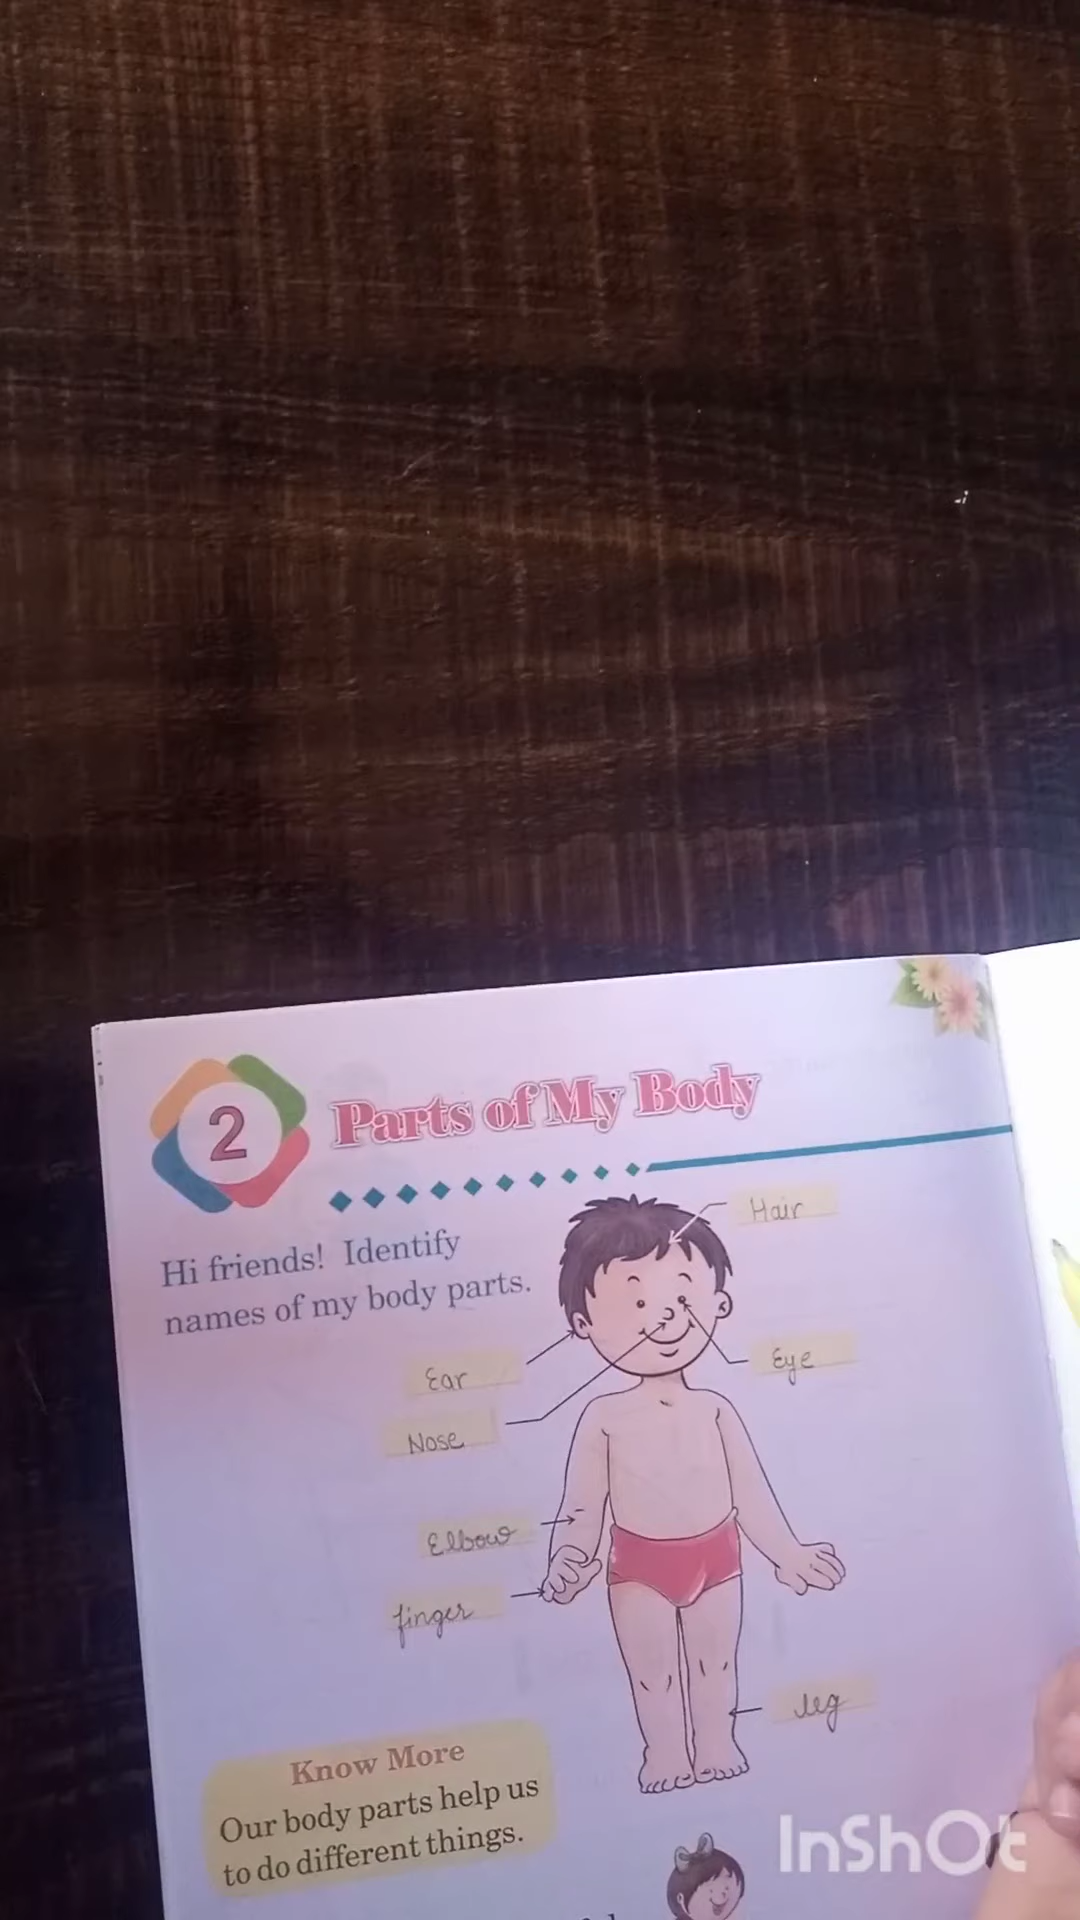 2
Parts of My Body
Hi friends! Identify
names of my body parts.
Hair
Ear
Eye
Nose
Elbow
finger
leg
Know More
Our body parts help us
to do different things.
InShOt